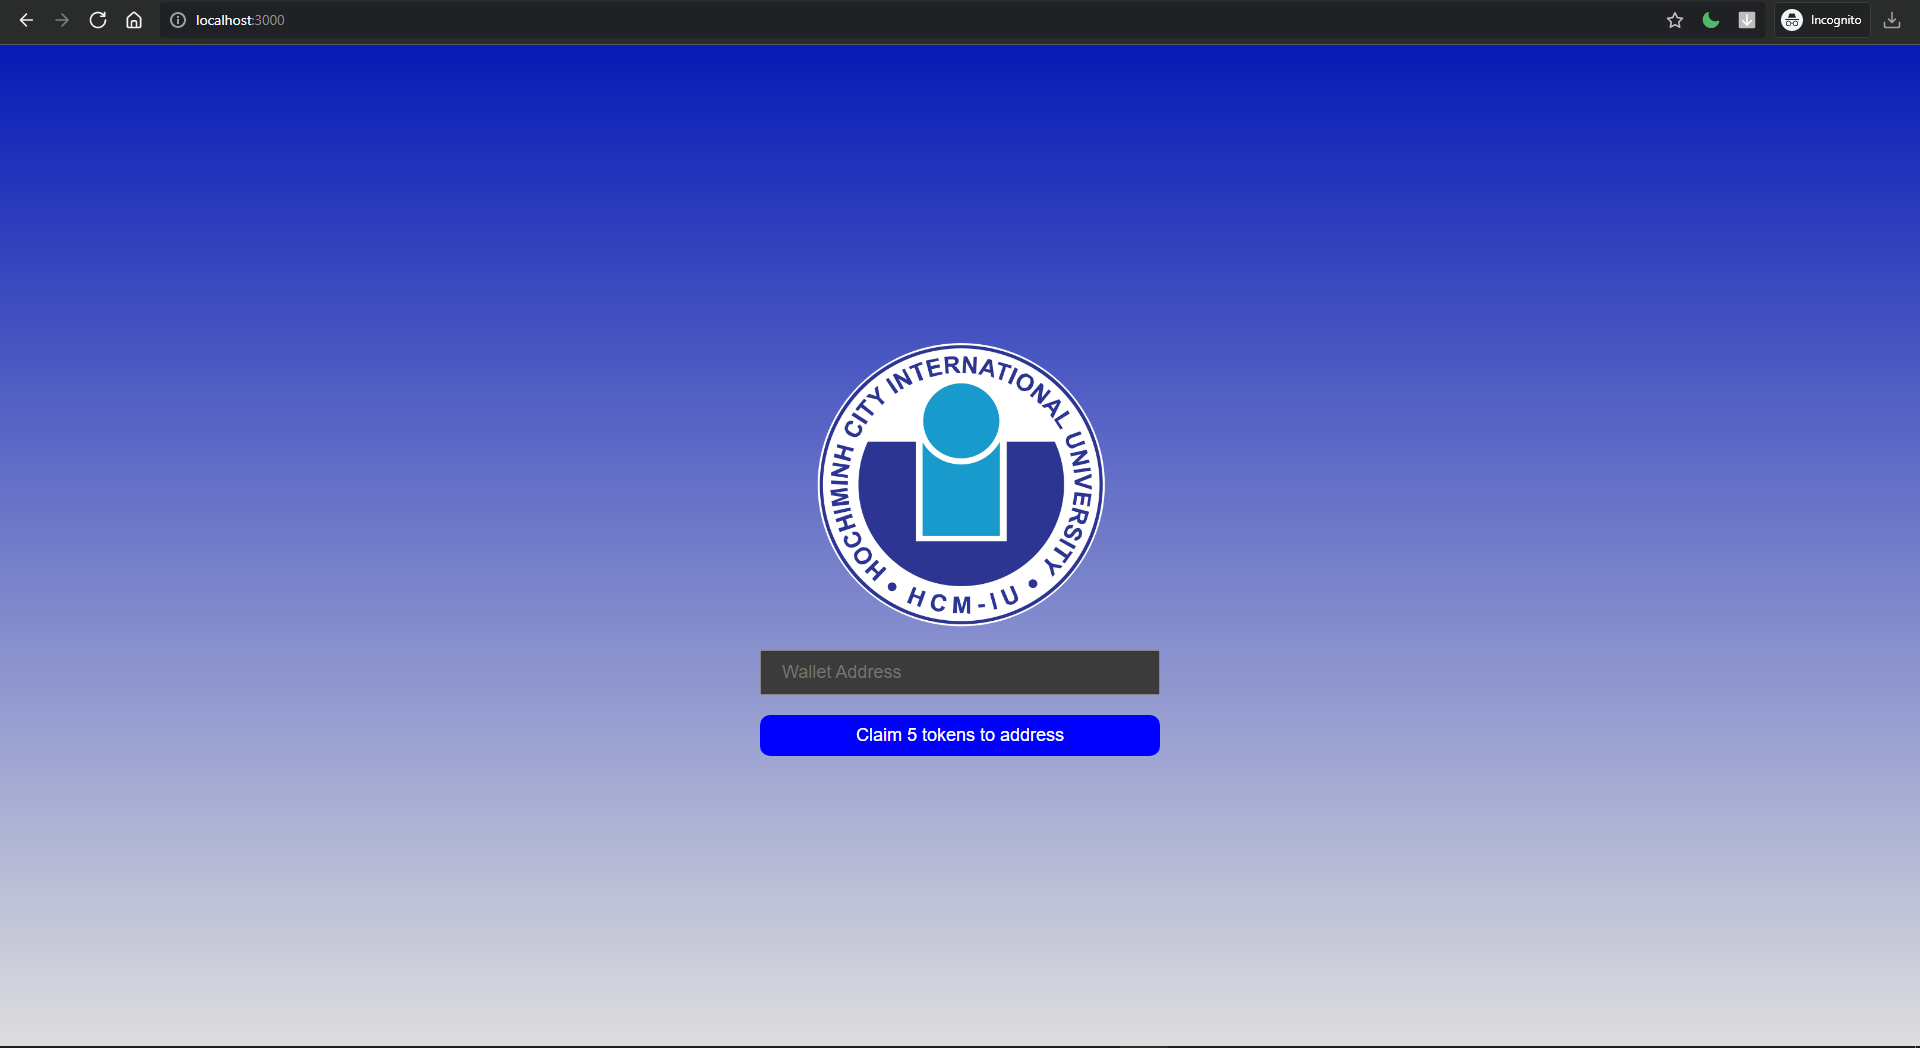 localhost:3000
Incognito
HOCHIMINH CITY INTERNATIONAL UNIVERSITY
HCM-IU
Wallet Address
Claim 5 tokens to address